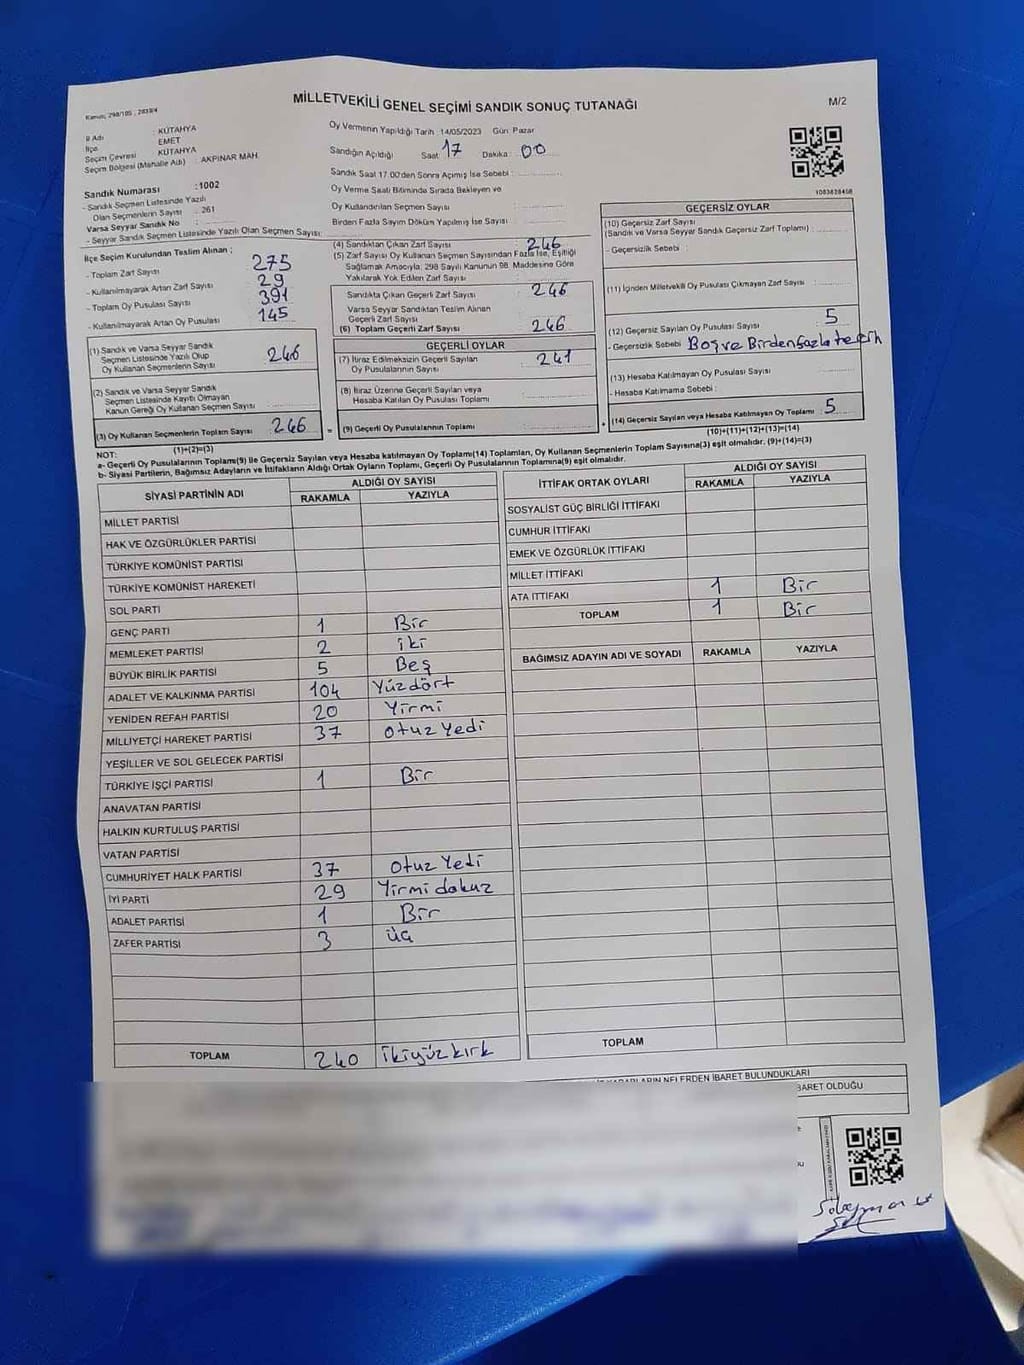 Kanun; 298/105 ; 2839/4
MİLLETVEKİLİ GENEL SEÇİMİ SANDIK SONUÇ TUTANAĞI
M/2
İl Adı : KÜTAHYA
İlçe : EMET
Seçim Çevresi : KÜTAHYA
Seçim Bölgesi (Mahalle Adı) : AKPINAR MAH.
Sandık Numarası : 1002
- Sandık Seçmen Listesinde Yazılı
Olan Seçmenlerin Sayısı : 261
Varsa Seyyar Sandık No
- Seyyar Sandık Seçmen Listesinde Yazılı Olan Seçmen Sayısı:
Oy Vermenin Yapıldığı Tarih : 14/05/2023 Gün: Pazar
Sandığın Açıldığı Saat: 17 Dakika: 00
Sandık Saat 17.00'den Sonra Açılmış İse Sebebi :
Oy Verme Saati Bitiminde Sırada Bekleyen ve
Oy Kullandırılan Seçmen Sayısı :
Birden Fazla Sayım Döküm Yapılmış İse Sayısı :
1083828458
İlçe Seçim Kurulundan Teslim Alınan ;
- Toplam Zarf Sayısı : 275
- Kullanılmayarak Artan Zarf Sayısı : 29
- Toplam Oy Pusulası Sayısı : 391
- Kullanılmayarak Artan Oy Pusulası : 145
(1) Sandık ve Varsa Seyyar Sandık
Seçmen Listesinde Yazılı Olup
Oy Kullanan Seçmenlerin Sayısı : 246
(2) Sandık ve Varsa Seyyar Sandık
Seçmen Listesinde Kayıtlı Olmayan
Kanun Gereği Oy Kullanan Seçmen Sayısı :
(3) Oy Kullanan Seçmenlerin Toplam Sayısı : 246
(1)+(2)=(3)
(4) Sandıktan Çıkan Zarf Sayısı : 246
(5) Zarf Sayısı Oy Kullanan Seçmen Sayısından Fazla İse, Eşitliği
Sağlamak Amacıyla, 298 Sayılı Kanunun 98. Maddesine Göre
Yakılarak Yok Edilen Zarf Sayısı :
Sandıkta Çıkan Geçerli Zarf Sayısı : 246
Varsa Seyyar Sandıktan Teslim Alınan
Geçerli Zarf Sayısı :
(6) Toplam Geçerli Zarf Sayısı : 246
GEÇERLİ OYLAR
(7) İtiraz Edilmeksizin Geçerli Sayılan
Oy Pusulalarının Sayısı : 241
(8) İtiraz Üzerine Geçerli Sayılan veya
Hesaba Katılan Oy Pusulası Toplamı :
(9) Geçerli Oy Pusulalarının Toplamı :
GEÇERSİZ OYLAR
(10) Geçersiz Zarf Sayısı
(Sandık ve Varsa Seyyar Sandık Geçersiz Zarf Toplamı) :
- Geçersizlik Sebebi :
(11) İçinden Milletvekili Oy Pusulası Çıkmayan Zarf Sayısı :
(12) Geçersiz Sayılan Oy Pusulası Sayısı : 5
- Geçersizlik Sebebi : Boş ve Birden fazla tercih
(13) Hesaba Katılmayan Oy Pusulası Sayısı :
- Hesaba Katılmama Sebebi :
(14) Geçersiz Sayılan veya Hesaba Katılmayan Oy Toplamı : 5
(10)+(11)+(12)+(13)=(14)
NOT:
a- Geçerli Oy Pusulalarının Toplamı(9) ile Geçersiz Sayılan veya Hesaba katılmayan Oy Toplamı(14) Toplamları, Oy Kullanan Seçmenlerin Toplam Sayısına(3) eşit olmalıdır. (9)+(14)=(3)
b- Siyasi Partilerin, Bağımsız Adayların ve İttifakların Aldığı Ortak Oyların Toplamı, Geçerli Oy Pusulalarının Toplamına(9) eşit olmalıdır.
SİYASİ PARTİNİN ADI ALDIĞI OY SAYISI
RAKAMLA YAZIYLA
MİLLET PARTİSİ
HAK VE ÖZGÜRLÜKLER PARTİSİ
TÜRKİYE KOMÜNİST PARTİSİ
TÜRKİYE KOMÜNİST HAREKETİ
SOL PARTİ
GENÇ PARTİ 1 Bir
MEMLEKET PARTİSİ 2 iki
BÜYÜK BİRLİK PARTİSİ 5 Beş
ADALET VE KALKINMA PARTİSİ 104 Yüzdört
YENİDEN REFAH PARTİSİ 20 Yirmi
MİLLİYETÇİ HAREKET PARTİSİ 37 Otuz Yedi
YEŞİLLER VE SOL GELECEK PARTİSİ
TÜRKİYE İŞÇİ PARTİSİ 1 Bir
ANAVATAN PARTİSİ
HALKIN KURTULUŞ PARTİSİ
VATAN PARTİSİ
CUMHURİYET HALK PARTİSİ 37 Otuz Yedi
İYİ PARTİ 29 Yirmi dokuz
ADALET PARTİSİ 1 Bir
ZAFER PARTİSİ 3 üç
TOPLAM 240 ikiyüz kırk
İTTİFAK ORTAK OYLARI ALDIĞI OY SAYISI
RAKAMLA YAZIYLA
SOSYALİST GÜÇ BİRLİĞİ İTTİFAKI
CUMHUR İTTİFAKI
EMEK VE ÖZGÜRLÜK İTTİFAKI
MİLLET İTTİFAKI
ATA İTTİFAKI 1 Bir
TOPLAM 1 Bir
BAĞIMSIZ ADAYIN ADI VE SOYADI RAKAMLA YAZIYLA
TOPLAM
NELERDEN İBARET BULUNDUKLARI
İBARET OLDUĞU